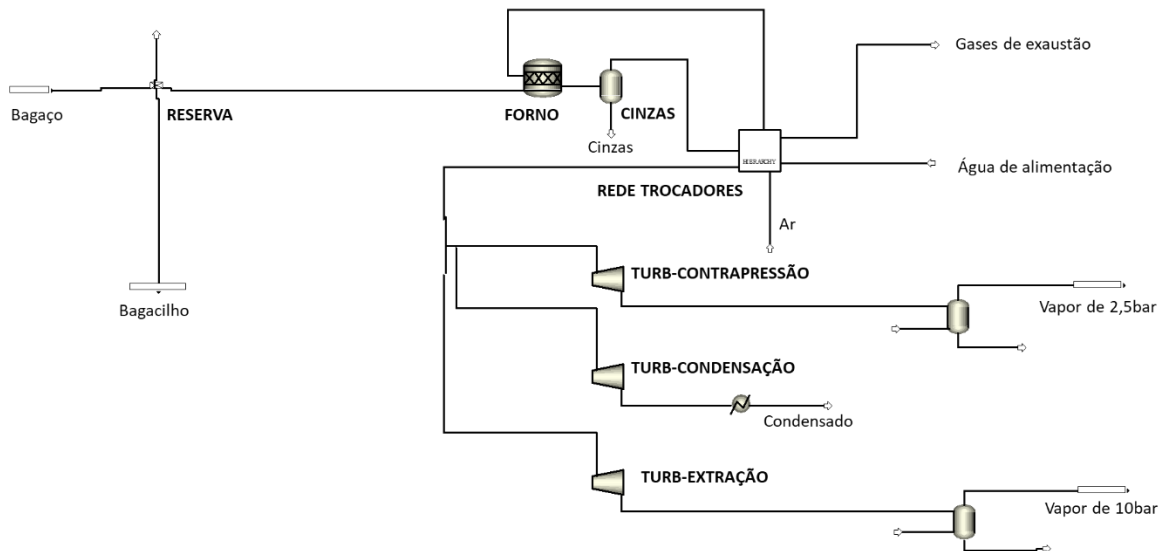 Gases de exaustão
Bagaço
RESERVA
FORNO
CINZAS
Cinzas
HIERARCHY
Água de alimentação
REDE TROCADORES
Ar
TURB-CONTRAPRESSÃO
Bagacilho
Vapor de 2,5bar
TURB-CONDENSAÇÃO
Condensado
TURB-EXTRAÇÃO
Vapor de 10bar